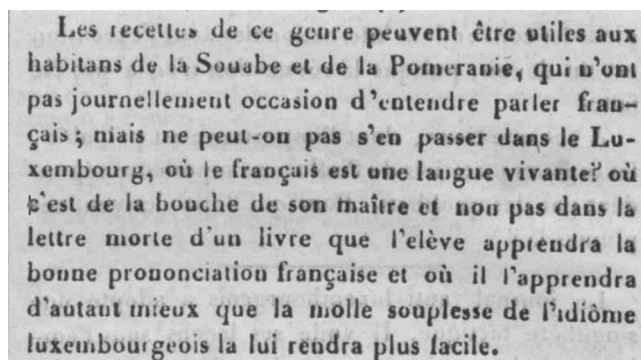 Les recettes de ce genre peuvent être utiles aux
habitans de la Souabe et de la Pomeranie, qui n'ont
pas journellement occasion d'entendre parler fran-
çais; mais ne peut-on pas s'en passer dans le Lu-
xembourg, où le français est une langue vivante? où
c'est de la bouche de son maître et non pas dans la
lettre morte d'un livre que l'elève apprendra la
bonne prononciation française et où il l'apprendra
d'autant mieux que la molle souplesse de l'idiôme
luxembourgeois la lui rendra plus facile.